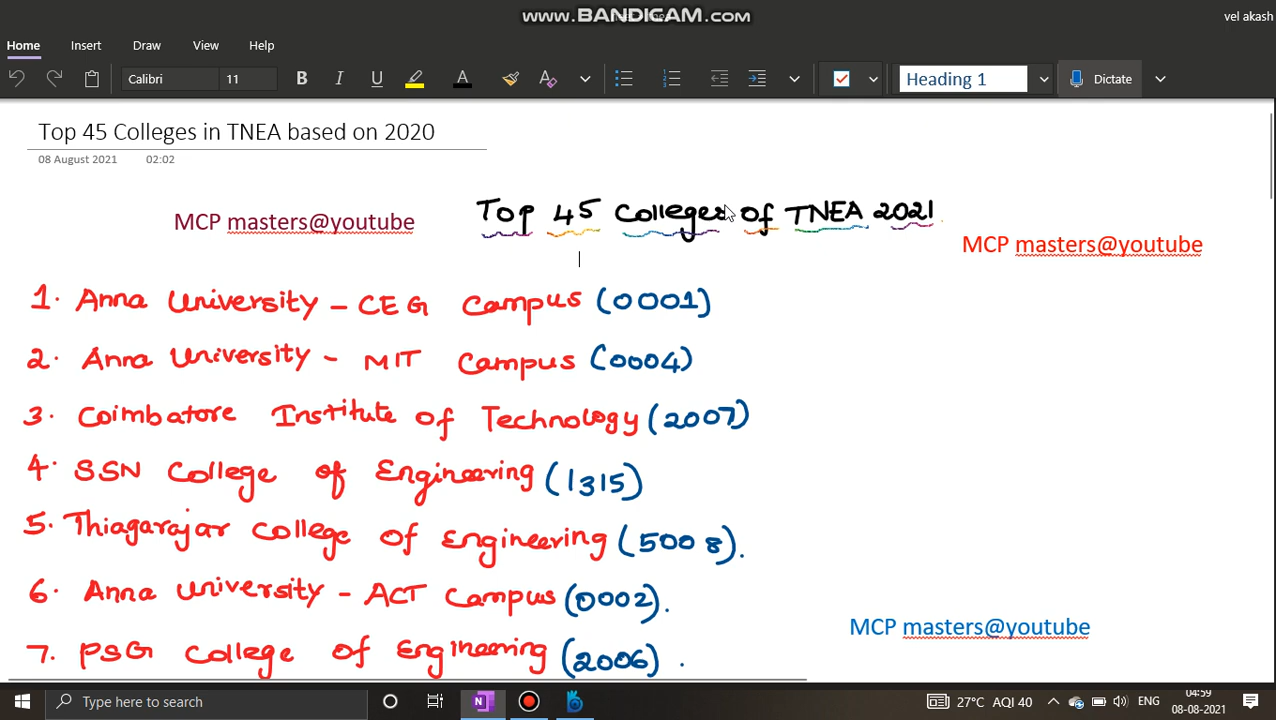 www.BANDICAM.com
vel akash
Home Insert Draw View Help
Calibri 11 B I U A Heading 1 Dictate
Top 45 Colleges in TNEA based on 2020
08 August 2021 02:02
Top 45 Colleges of TNEA 2021
MCP masters@youtube
MCP masters@youtube
1. Anna University - CEG Campus (0001)
2. Anna University - MIT Campus (0004)
3. Coimbatore Institute of Technology (2007)
4. SSN College of Engineering (1315)
5. Thiagarajar College of Engineering (5008).
6. Anna University - ACT Campus (0002).
MCP masters@youtube
7. PSG College of Engineering (2006).
Type here to search
27°C AQI 40 ENG 04:59
08-08-2021